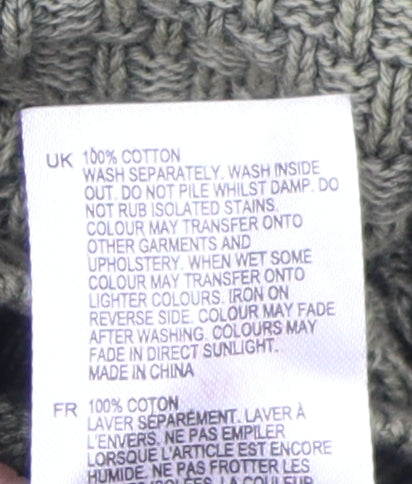 UK 100% COTTON
WASH SEPARATELY. WASH INSIDE
OUT. DO NOT PILE WHILST DAMP. DO
NOT RUB ISOLATED STAINS.
COLOUR MAY TRANSFER ONTO
OTHER GARMENTS AND
UPHOLSTERY. WHEN WET SOME
COLOUR MAY TRANSFER ONTO
LIGHTER COLOURS. IRON ON
REVERSE SIDE. COLOUR MAY FADE
AFTER WASHING. COLOURS MAY
FADE IN DIRECT SUNLIGHT.
MADE IN CHINA
FR 100% COTON
LAVER SÉPARÉMENT. LAVER À
L'ENVERS. NE PAS EMPILER
LORSQUE L'ARTICLE EST ENCORE
HUMIDE. NE PAS FROTTER LES
LA COULEUR